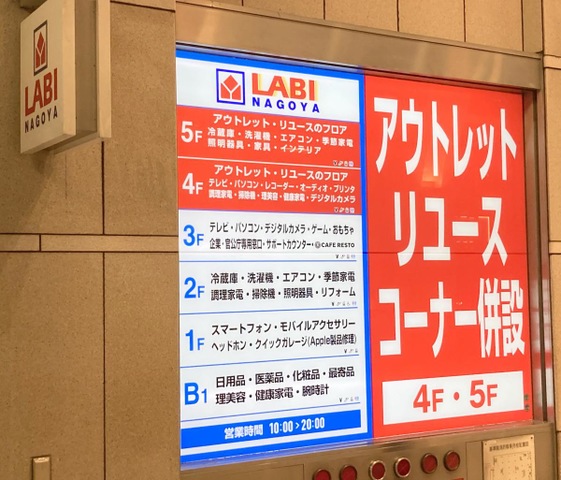 LABI
NAGOYA
LABI
NAGOYA
5F
アウトレット・リユースのフロア
冷蔵庫・洗濯機・エアコン・季節家電
照明器具・家具・インテリア
4F
アウトレット・リユースのフロア
テレビ・パソコン・レコーダー・オーディオ・プリンタ
調理家電・掃除機・理美容・健康家電・デジタルカメラ
3F
テレビ・パソコン・デジタルカメラ・ゲーム・おもちゃ
企業・官公庁専用窓口・サポートカウンター・CAFE RESTO
2F
冷蔵庫・洗濯機・エアコン・季節家電
調理家電・掃除機・照明器具・リフォーム
1F
スマートフォン・モバイルアクセサリー
ヘッドホン・クイックガレージ(Apple製品修理)
B1
日用品・医薬品・化粧品・最寄品
理美容・健康家電・腕時計
営業時間 10:00>20:00
アウトレット
リユース
コーナー併設
4F・5F